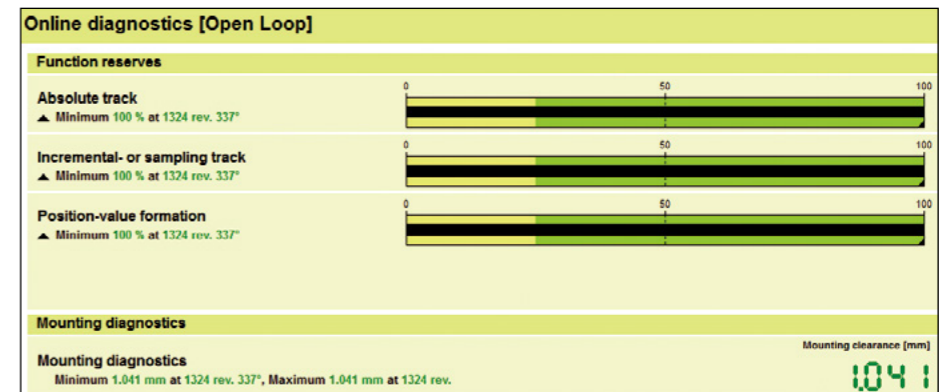 Online diagnostics [Open Loop]
Function reserves
0 50 100
Absolute track
▲ Minimum 100 % at 1324 rev. 337°
0 50 100
Incremental- or sampling track
▲ Minimum 100 % at 1324 rev. 337°
0 50 100
Position-value formation
▲ Minimum 100 % at 1324 rev. 337°
Mounting diagnostics
Mounting clearance [mm]
Mounting diagnostics
Minimum 1.041 mm at 1324 rev. 337°, Maximum 1.041 mm at 1324 rev.
1.041